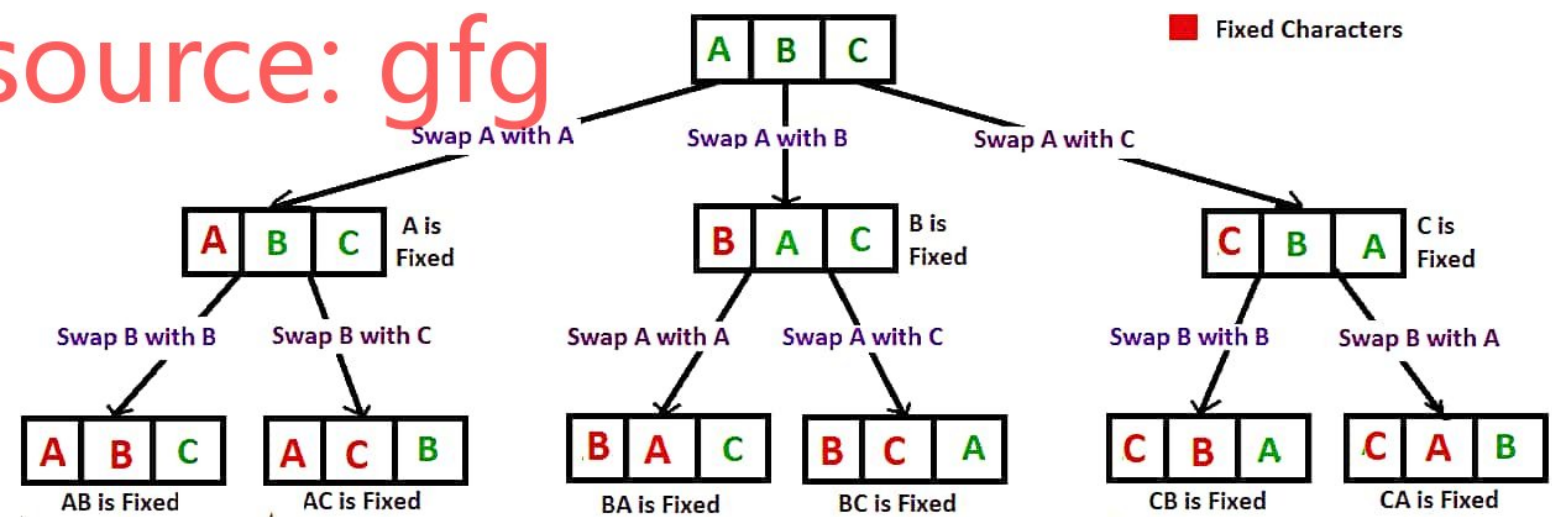 source: gfg
A B C
Fixed Characters
Swap A with A
Swap A with B
Swap A with C
A B C
A is
Fixed
B A C
B is
Fixed
C B A
C is
Fixed
Swap B with B
Swap B with C
Swap A with A
Swap A with C
Swap B with B
Swap B with A
A B C
A C B
B A C
B C A
C B A
C A B
AB is Fixed
AC is Fixed
BA is Fixed
BC is Fixed
CB is Fixed
CA is Fixed